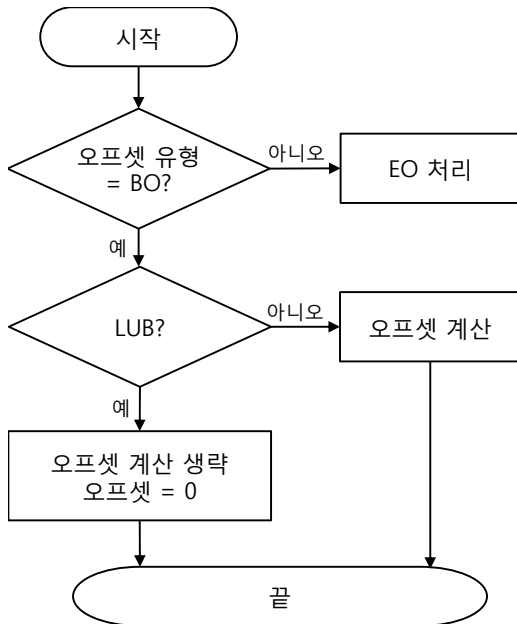 시작
오프셋 유형
= BO?
아니오
EO 처리
예
LUB?
아니오
오프셋 계산
예
오프셋 계산 생략
오프셋 = 0
끝